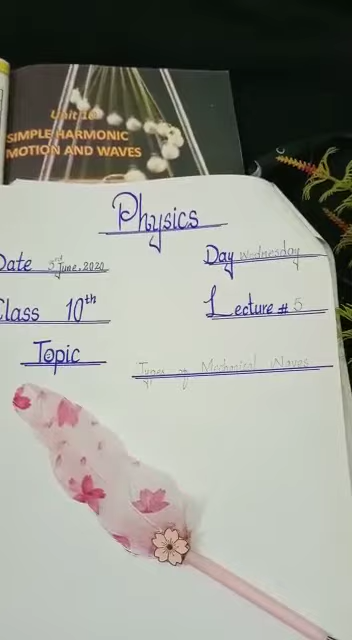 Unit 10
SIMPLE HARMONIC
MOTION AND WAVES
Physics
Date 3rd June, 2020
Day Wednesday
Class 10th
Lecture # 5
Topic
Types of Mechanical Waves